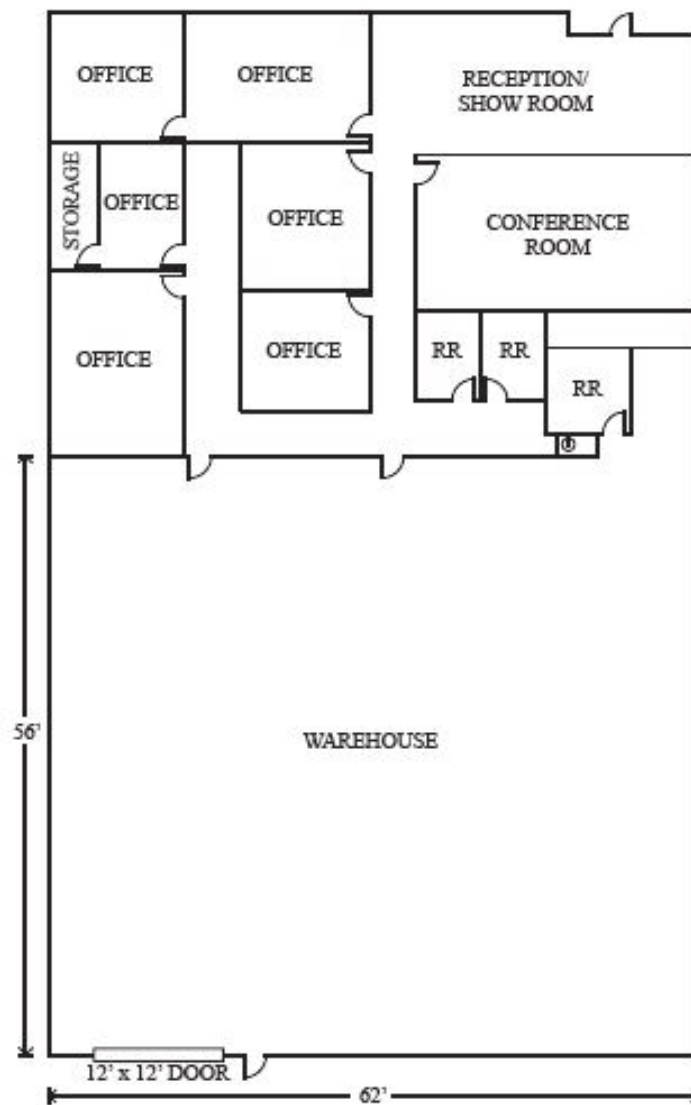 OFFICE
OFFICE
RECEPTION/
SHOW ROOM
STORAGE
OFFICE
OFFICE
CONFERENCE
ROOM
OFFICE
OFFICE
RR
RR
RR
56'
WAREHOUSE
12' x 12' DOOR
62'